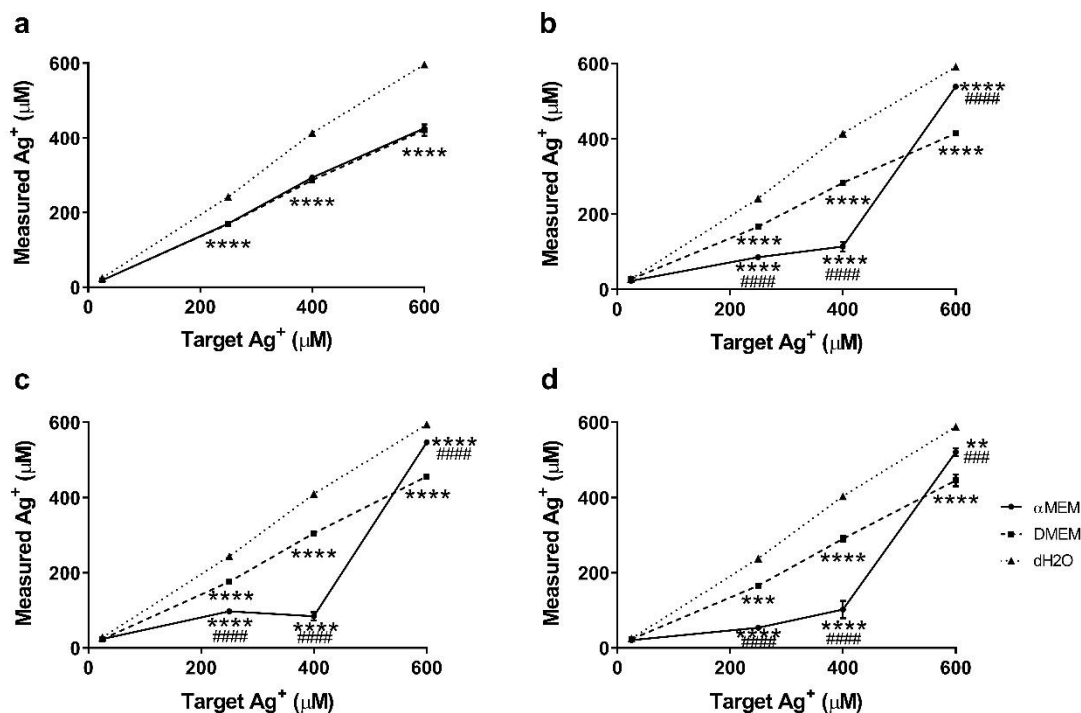 a
Measured Ag⁺ (μM)
600
400
200
0
****
****
****
0 200 400 600
Target Ag⁺ (μM)
b
Measured Ag⁺ (μM)
600
400
200
0
****
####
****
****
****
****
####
****
####
0 200 400 600
Target Ag⁺ (μM)
c
Measured Ag⁺ (μM)
600
400
200
0
****
####
****
****
****
****
####
****
####
0 200 400 600
Target Ag⁺ (μM)
d
Measured Ag⁺ (μM)
600
400
200
0
**
###
****
****
***
****
####
****
####
0 200 400 600
Target Ag⁺ (μM)
αMEM
DMEM
dH2O